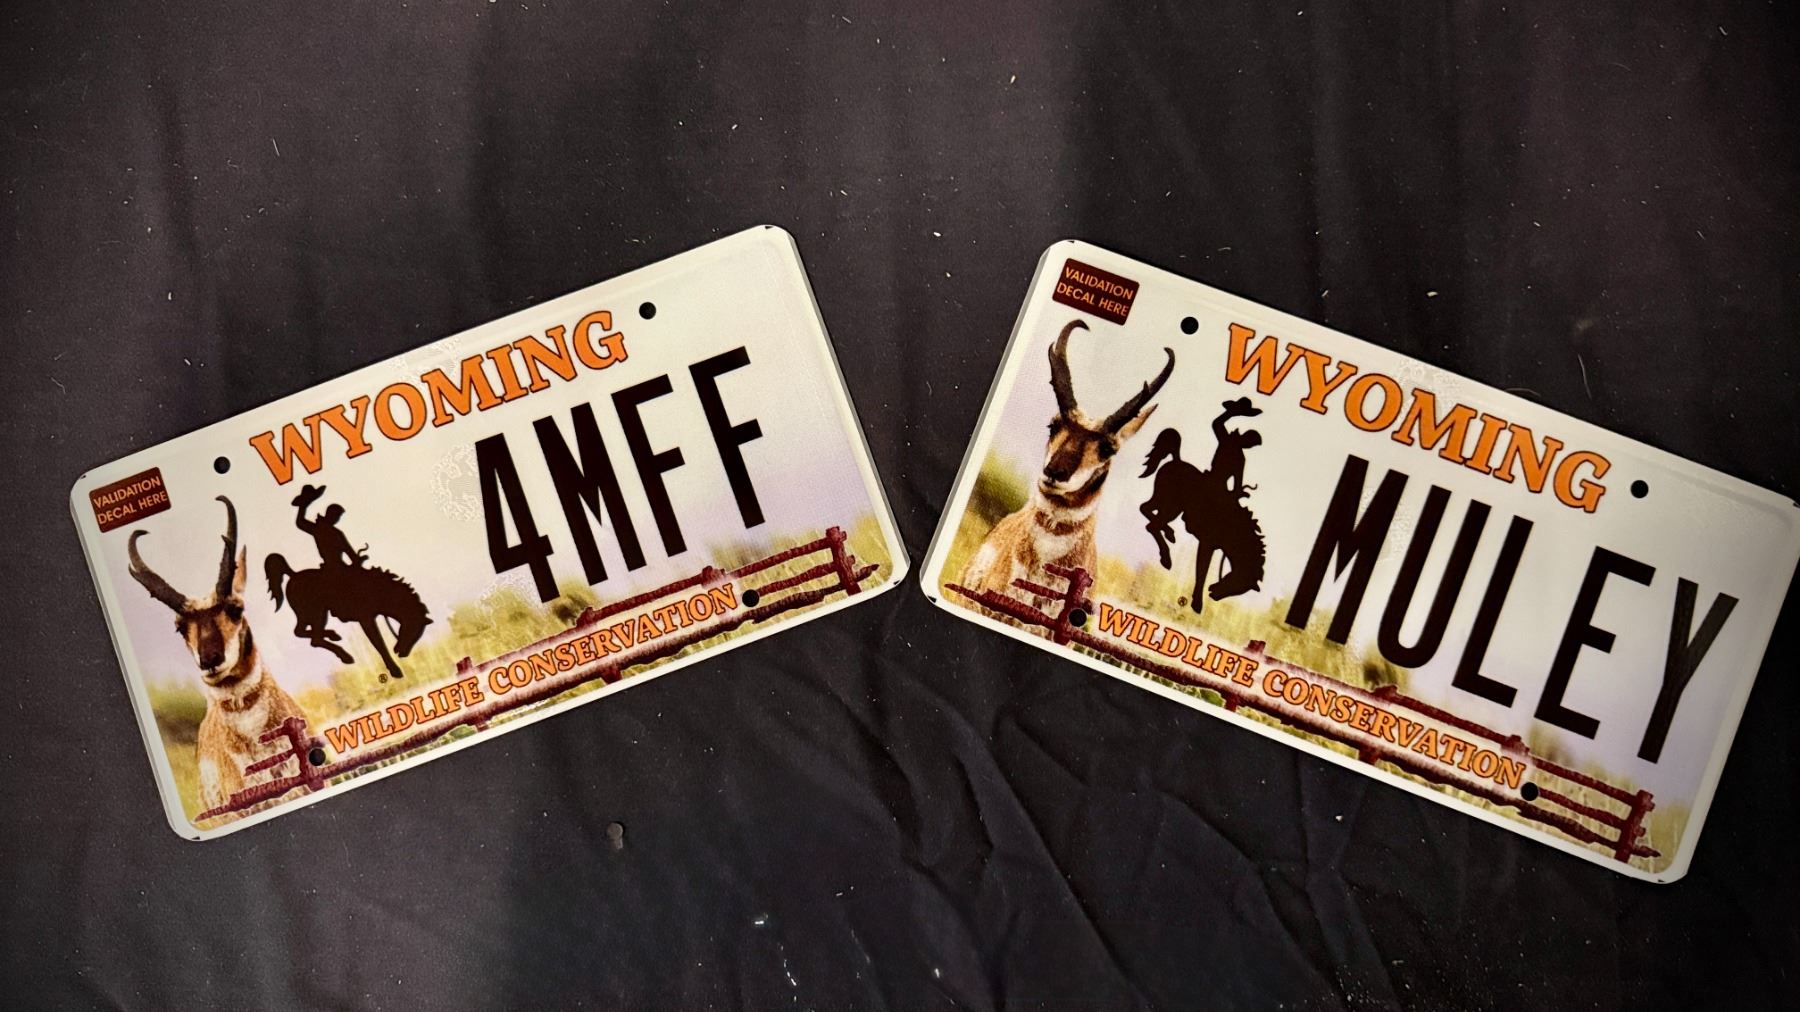 WYOMING
VALIDATION
DECAL HERE
4MFF
®
WILDLIFE CONSERVATION
VALIDATION
DECAL HERE
WYOMING
MULEY
®
WILDLIFE CONSERVATION